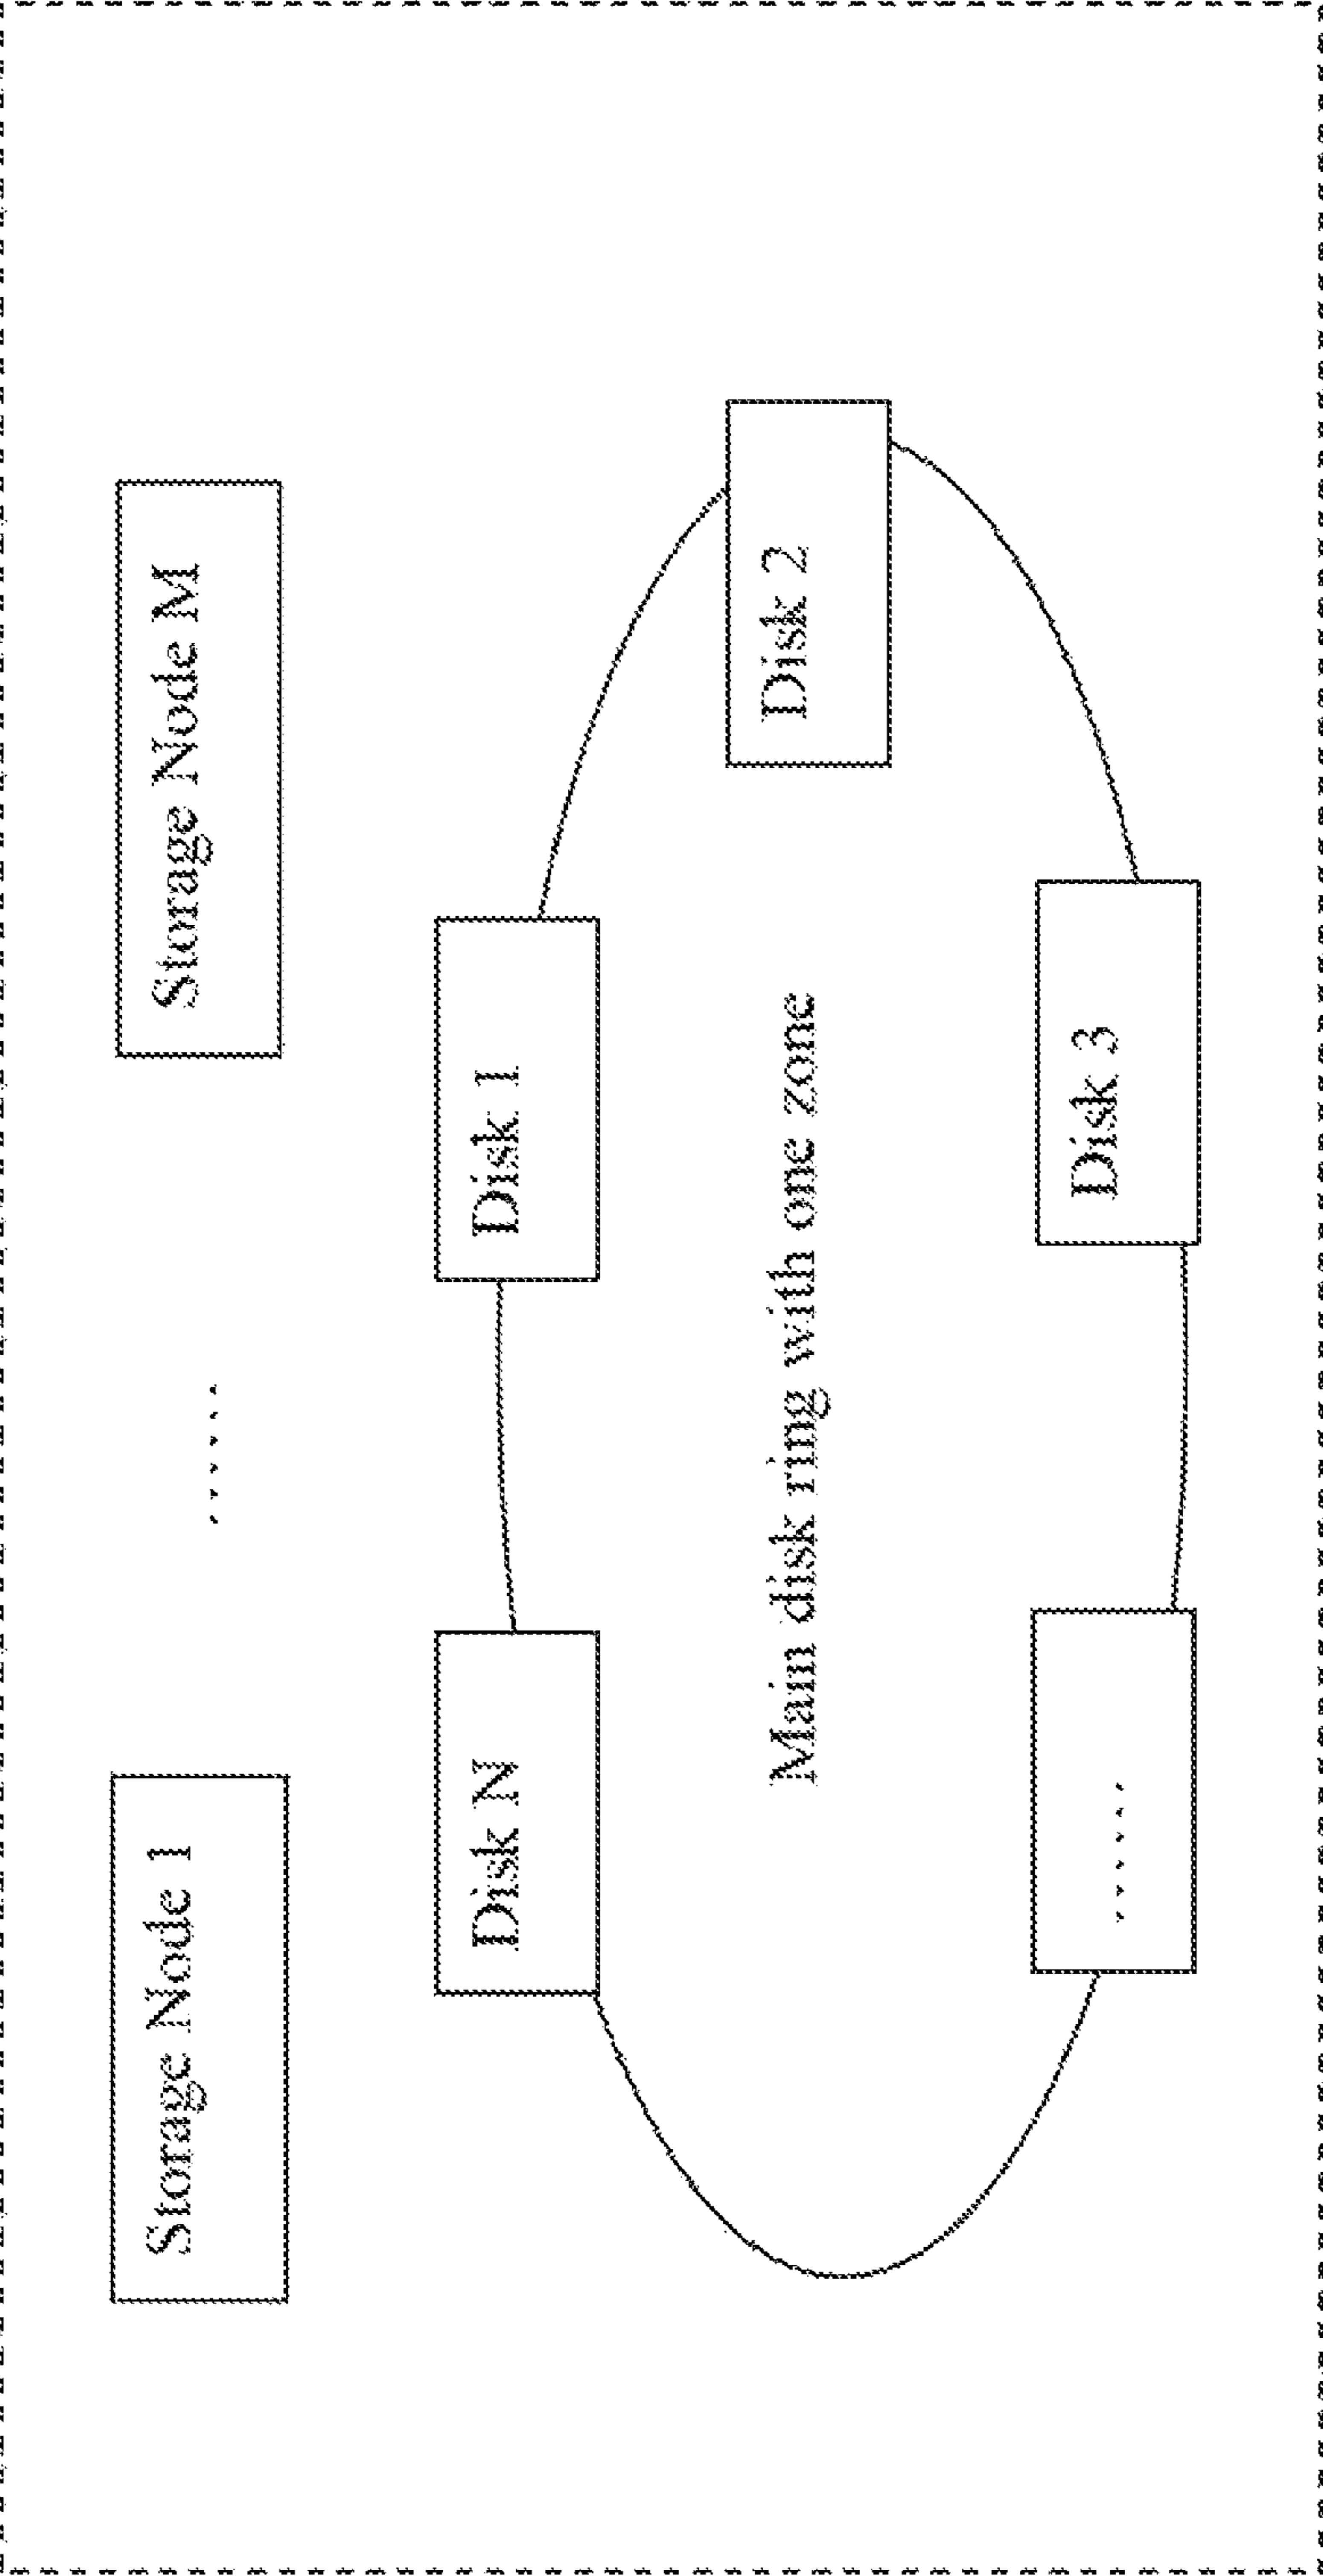 Storage Node 1
......
Storage Node M
Disk N
Disk 1
Disk 2
Main disk ring with one zone
......
Disk 3